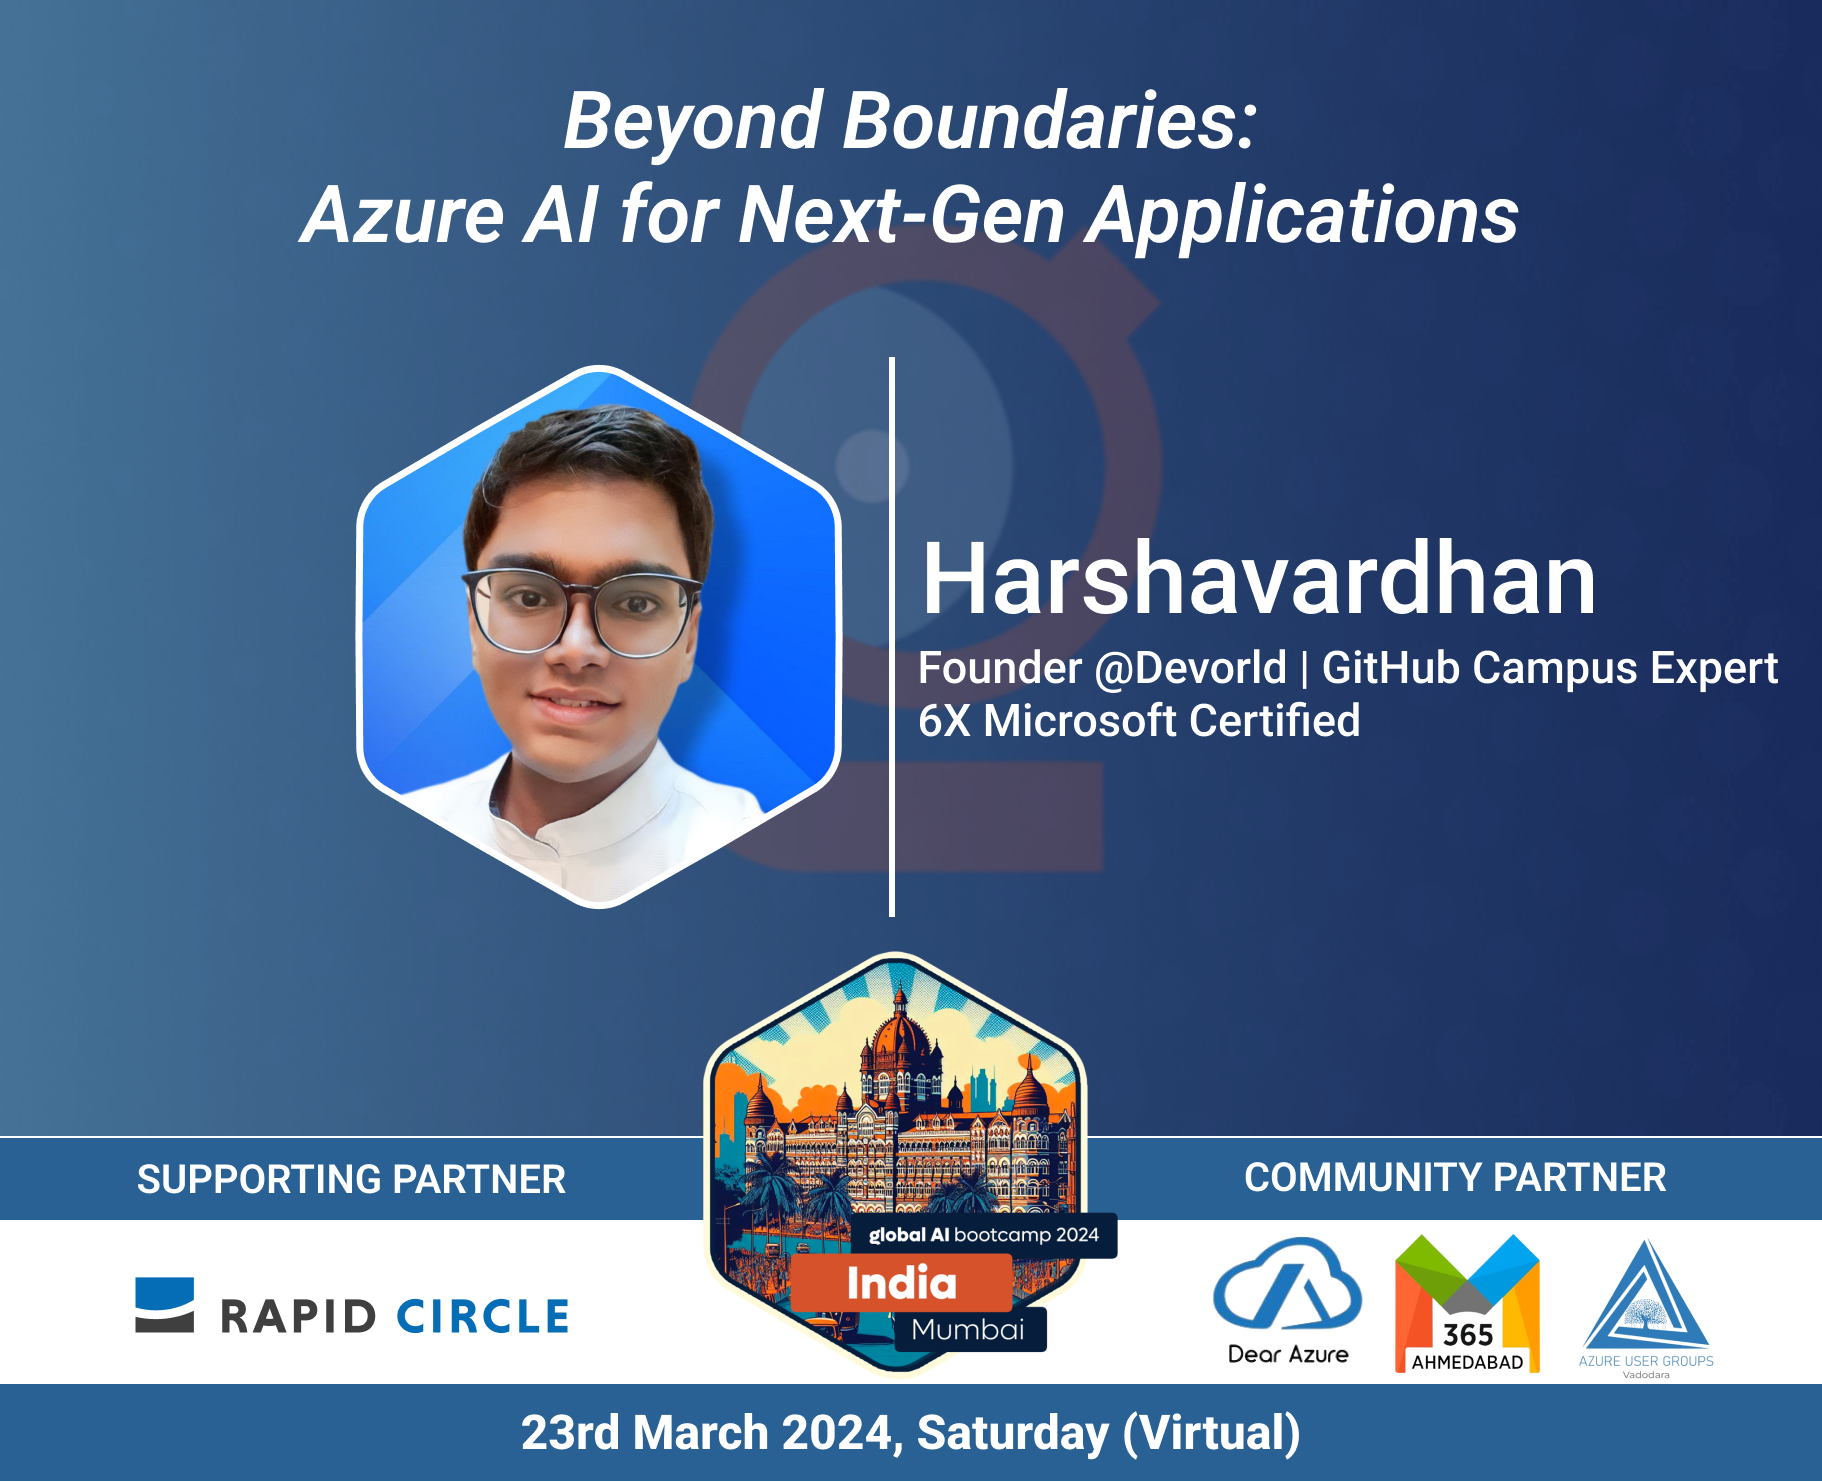 Beyond Boundaries:
Azure AI for Next-Gen Applications
Harshavardhan
Founder @Devorld | GitHub Campus Expert
6X Microsoft Certified
SUPPORTING PARTNER
RAPID CIRCLE
global AI bootcamp 2024
India
Mumbai
COMMUNITY PARTNER
Dear Azure
365
AHMEDABAD
AZURE USER GROUPS
Vadodara
23rd March 2024, Saturday (Virtual)